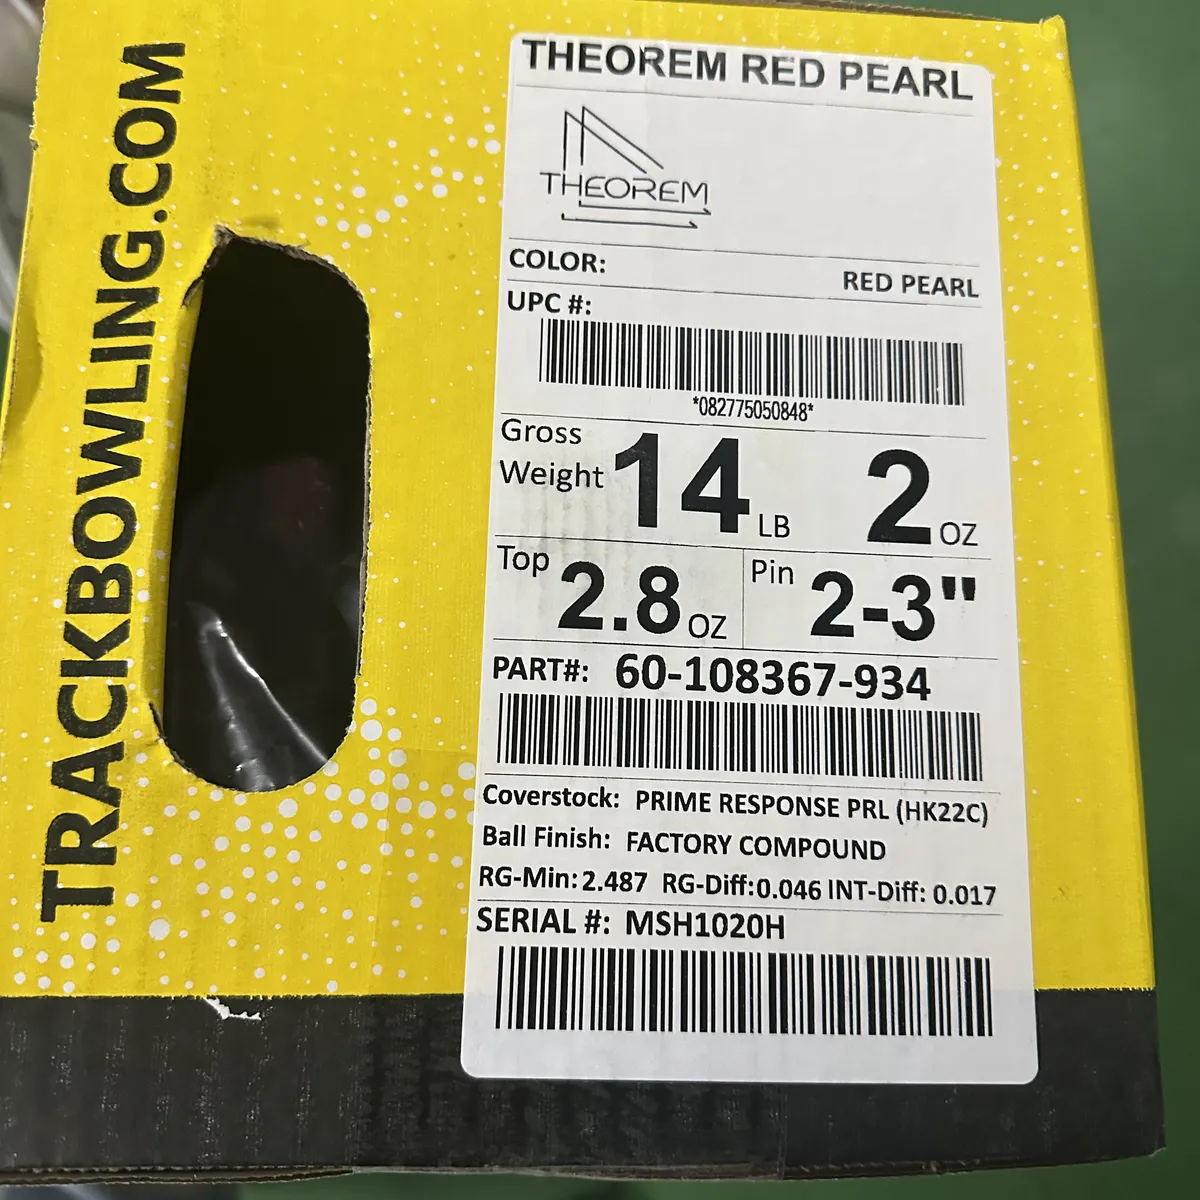 TRACKBOWLING.COM
THEOREM RED PEARL
THEOREM
COLOR: RED PEARL
UPC #:
*082775050848*
Gross Weight 14 LB 2 OZ
Top 2.8 OZ Pin 2-3"
PART#: 60-108367-934
Coverstock: PRIME RESPONSE PRL (HK22C)
Ball Finish: FACTORY COMPOUND
RG-Min: 2.487 RG-Diff:0.046 INT-Diff: 0.017
SERIAL #: MSH1020H